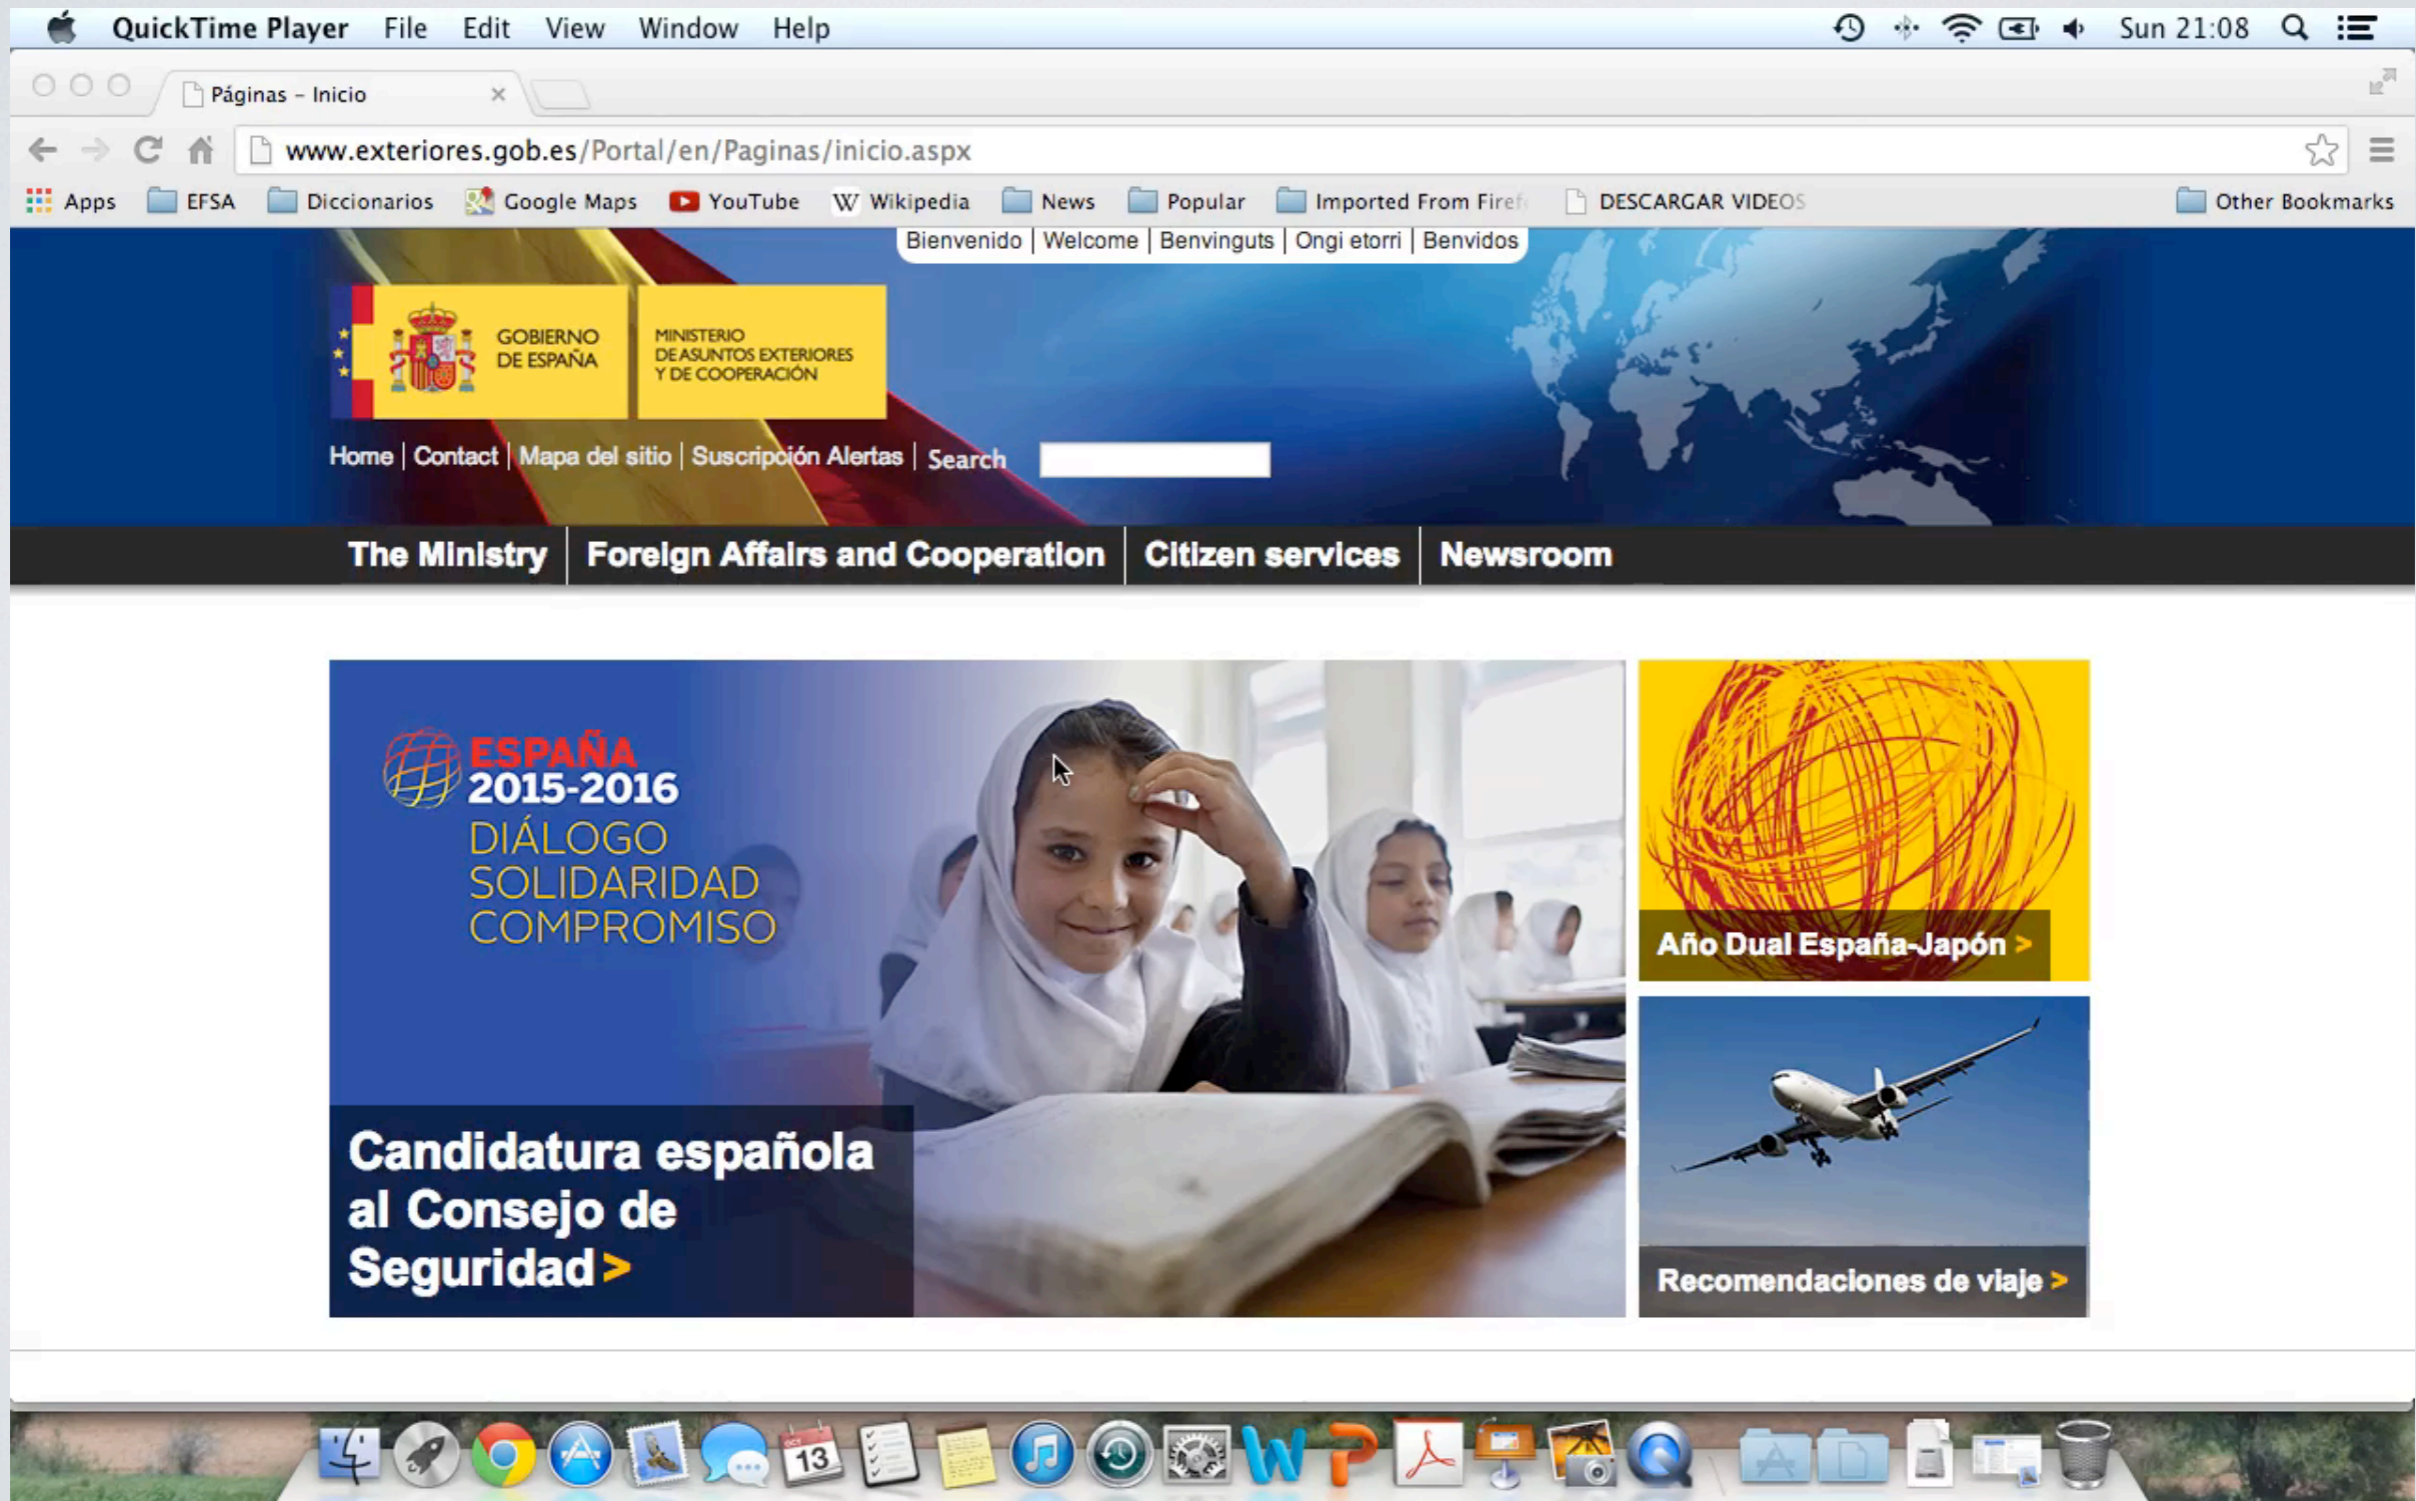 QuickTime Player File Edit View Window Help Sun 21:08
Páginas – Inicio
www.exteriores.gob.es/Portal/en/Paginas/inicio.aspx
Apps EFSA Diccionarios Google Maps YouTube Wikipedia News Popular Imported From Firef DESCARGAR VIDEOS Other Bookmarks
Bienvenido | Welcome | Benvinguts | Ongi etorri | Benvidos
GOBIERNO
DE ESPAÑA
MINISTERIO
DE ASUNTOS EXTERIORES
Y DE COOPERACIÓN
Home | Contact | Mapa del sitio | Suscripción Alertas | Search
The Ministry | Foreign Affairs and Cooperation | Citizen services | Newsroom
ESPAÑA
2015-2016
DIÁLOGO
SOLIDARIDAD
COMPROMISO
Candidatura española
al Consejo de
Seguridad >
Año Dual España-Japón >
Recomendaciones de viaje >
OCT
13